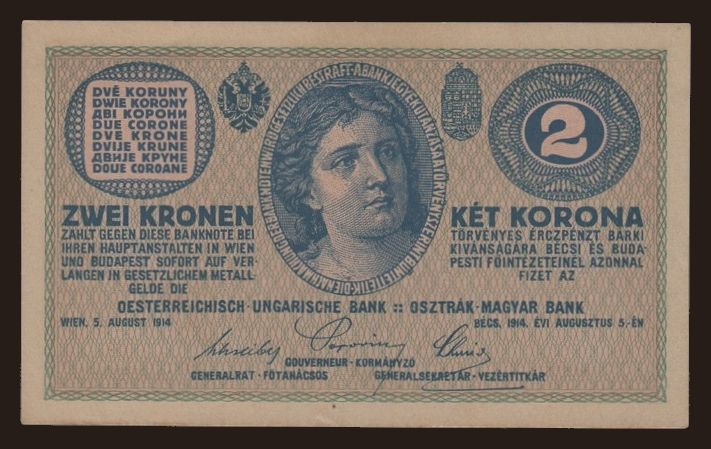 DVĚ KORUNY
DWIE KORONY
ДВІ КОРОНИ
DUE CORONE
DVE KRONE
DVIJE KRUNE
ДВИЈЕ КРУНЕ
DOUE COROANE
2
ZWEI KRONEN
ZAHLT GEGEN DIESE BANKNOTE BEI
IHREN HAUPTANSTALTEN IN WIEN
UND BUDAPEST SOFORT AUF VER-
LANGEN IN GESETZLICHEM METALL-
GELDE DIE
KÉT KORONA
TÖRVÉNYES ÉRCZPÉNZT BÁRKI
KIVÁNSÁGÁRA BÉCSI ÉS BUDA-
PESTI FŐINTÉZETEINEL AZONNAL
FIZET AZ
OESTERREICHISCH-UNGARISCHE BANK :: OSZTRÁK-MAGYAR BANK
WIEN, 5. AUGUST 1914
BÉCS, 1914. ÉVI AUGUSZTUS 5.-ÉN
GOUVERNEUR-KORMÁNYZÓ
GENERALRAT-FŐTANÁCSOS
GENERALSEKRETÄR-VEZÉRTITKÁR